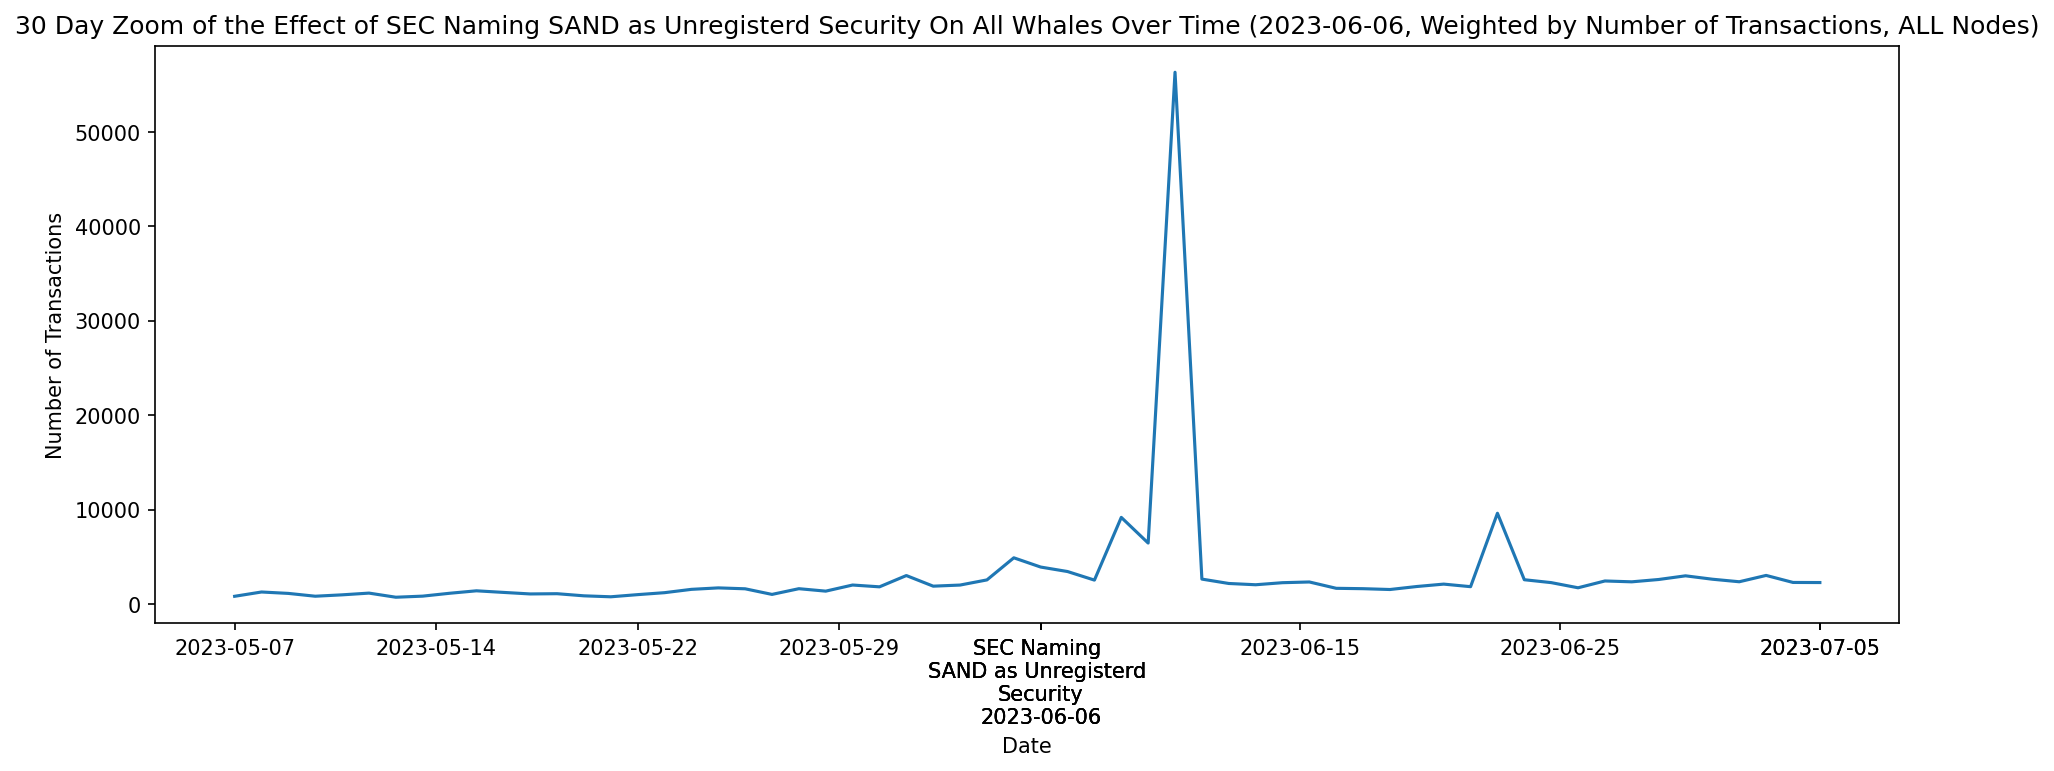 30 Day Zoom of the Effect of SEC Naming SAND as Unregisterd Security On All Whales Over Time (2023-06-06, Weighted by Number of Transactions, ALL Nodes)
Number of Transactions
50000
40000
30000
20000
10000
0
2023-05-07
2023-05-14
2023-05-22
2023-05-29
SEC Naming
SAND as Unregisterd
Security
2023-06-06
2023-06-15
2023-06-25
2023-07-05
Date